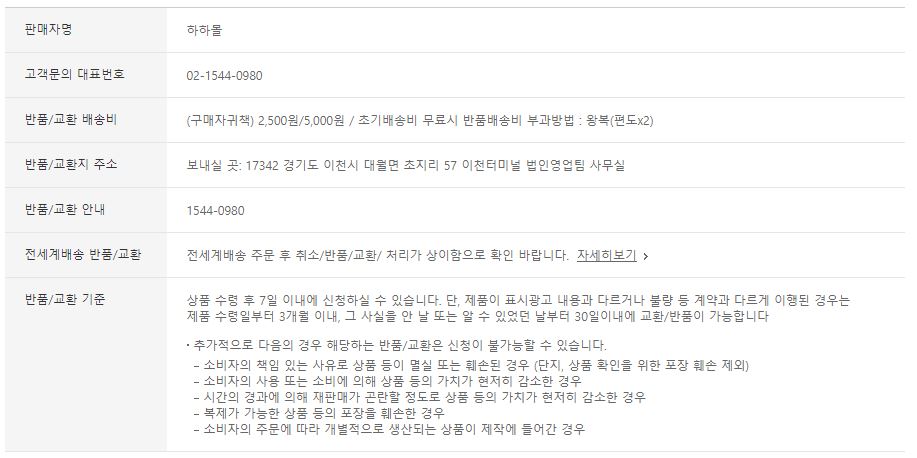 판매자명
하하몰
고객문의 대표번호
02-1544-0980
반품/교환 배송비
(구매자귀책) 2,500원/5,000원 / 초기배송비 무료시 반품배송비 부과방법 : 왕복(편도x2)
반품/교환지 주소
보내실 곳: 17342 경기도 이천시 대월면 초지리 57 이천터미널 법인영업팀 사무실
반품/교환 안내
1544-0980
전세계배송 반품/교환
전세계배송 주문 후 취소/반품/교환/ 처리가 상이함으로 확인 바랍니다. 자세히보기 >
반품/교환 기준
상품 수령 후 7일 이내에 신청하실 수 있습니다. 단, 제품이 표시광고 내용과 다르거나 불량 등 계약과 다르게 이행된 경우는
제품 수령일부터 3개월 이내, 그 사실을 안 날 또는 알 수 있었던 날부터 30일이내에 교환/반품이 가능합니다
· 추가적으로 다음의 경우 해당하는 반품/교환은 신청이 불가능할 수 있습니다.
– 소비자의 책임 있는 사유로 상품 등이 멸실 또는 훼손된 경우 (단지, 상품 확인을 위한 포장 훼손 제외)
– 소비자의 사용 또는 소비에 의해 상품 등의 가치가 현저히 감소한 경우
– 시간의 경과에 의해 재판매가 곤란할 정도로 상품 등의 가치가 현저히 감소한 경우
– 복제가 가능한 상품 등의 포장을 훼손한 경우
– 소비자의 주문에 따라 개별적으로 생산되는 상품이 제작에 들어간 경우